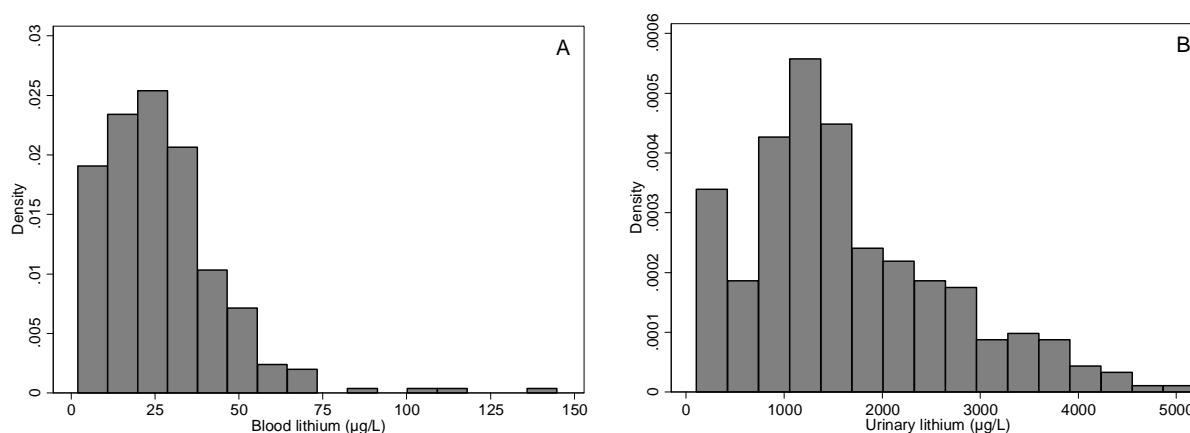 A
Density
.03
.025
.02
.015
.01
.005
0
0 25 50 75 100 125 150
Blood lithium (µg/L)
B
Density
.0006
.0005
.0004
.0003
.0002
.0001
0
0 1000 2000 3000 4000 5000
Urinary lithium (µg/L)